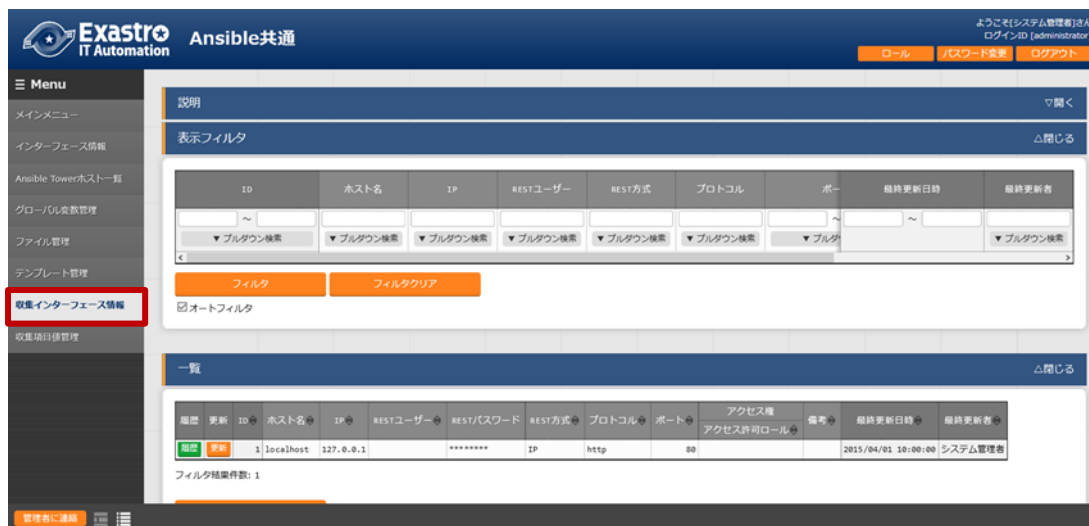 Exastro
IT Automation
Ansible共通
ようこそ[システム管理者]さん
ログインID [administrator
ロール パスワード変更 ログアウト
Menu
メインメニュー
インターフェース情報
Ansible Towerホスト一覧
グローバル変数管理
ファイル管理
テンプレート管理
収集インターフェース情報
収集項目値管理
説明 ▽開く
表示フィルタ △閉じる
ID ホスト名 IP RESTユーザー REST方式 プロトコル ポー 最終更新日時 最終更新者
~ ~ ~
▼プルダウン検索 ▼プルダウン検索 ▼プルダウン検索 ▼プルダウン検索 ▼プルダウン検索 ▼プルダウン検索 ▼プルダ ▼プルダウン検索
フィルタ フィルタクリア
オートフィルタ
一覧 △閉じる
履歴 更新 ID ホスト名 IP RESTユーザー RESTパスワード REST方式 プロトコル ポート アクセス権 備考 最終更新日時 最終更新者
アクセス許可ロール
履歴 更新 1 localhost 127.0.0.1 ******** IP http 80 2015/04/01 10:00:00 システム管理者
フィルタ結果件数: 1
管理者に連絡